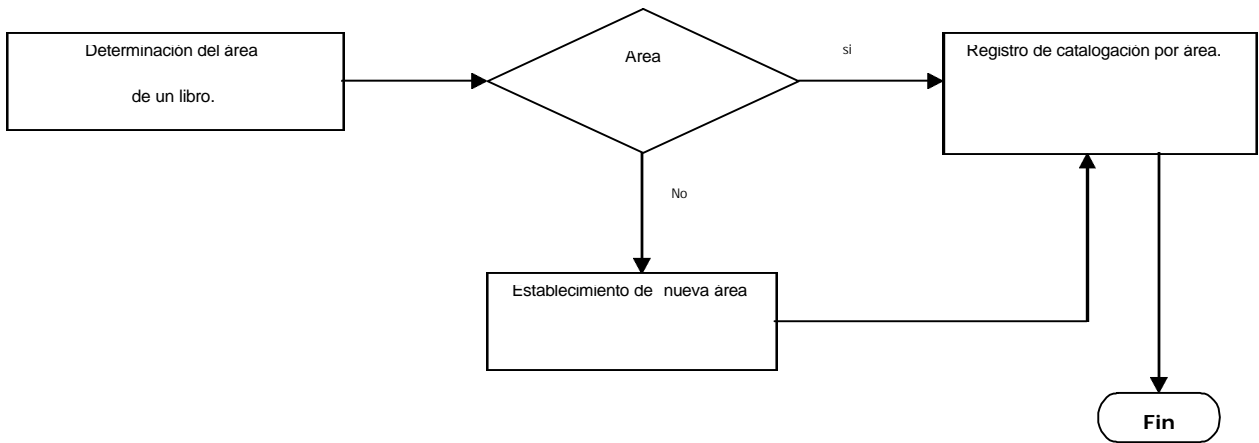 Determinación del área
de un libro.
Area
si
Registro de catalogación por área.
No
Establecimiento de nueva área
Fin